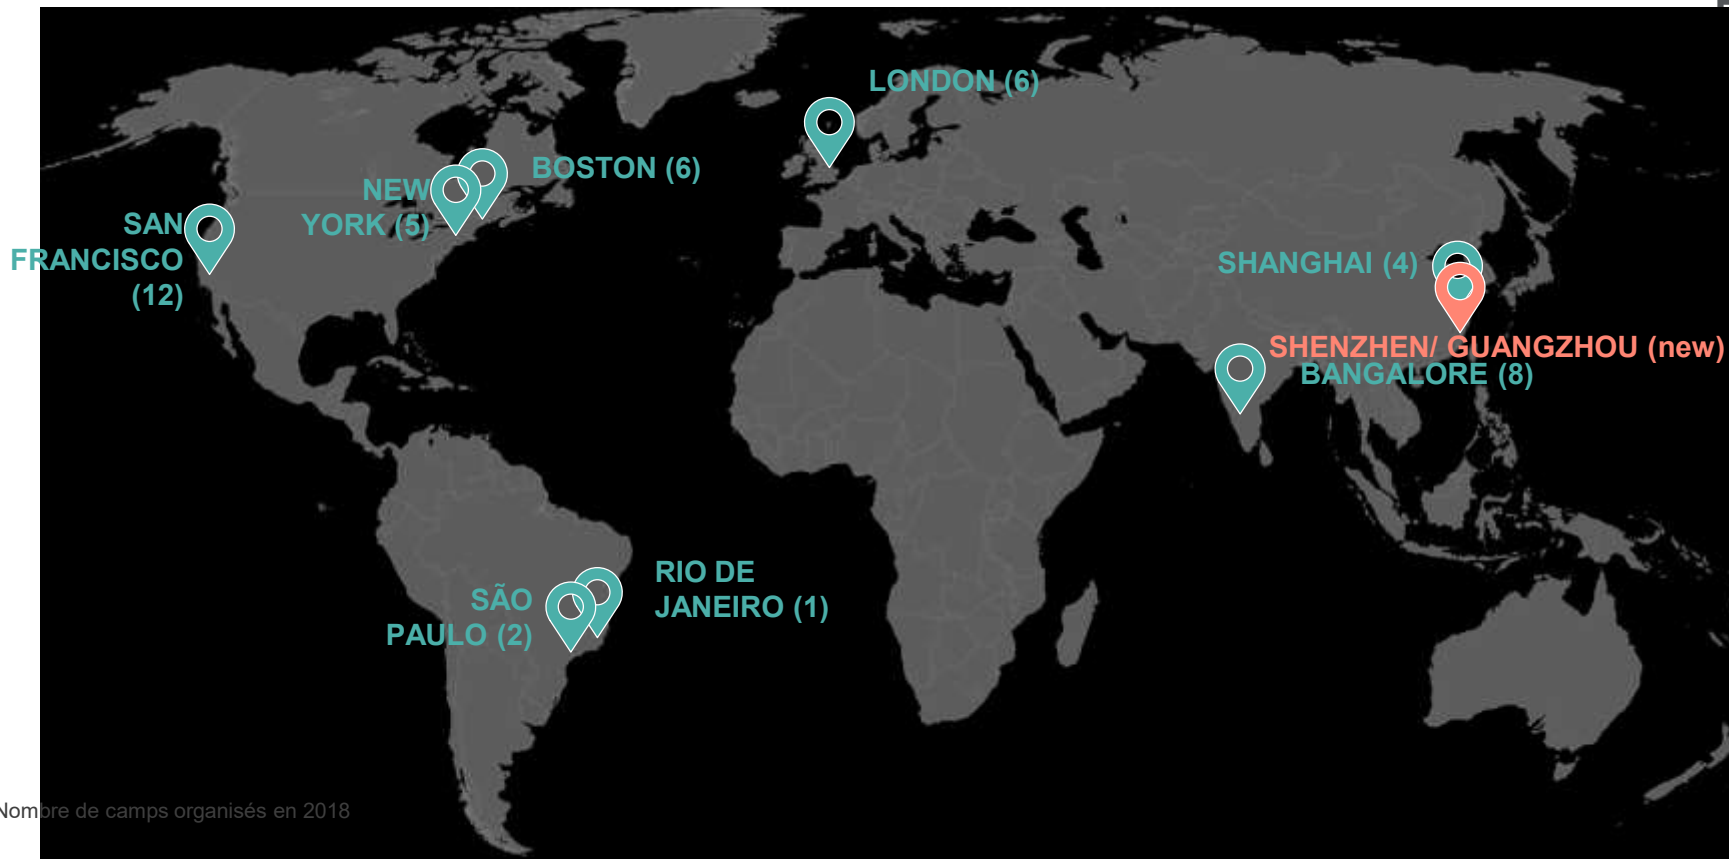 LONDON (6)
BOSTON (6)
NEW
YORK (5)
SAN
FRANCISCO
(12)
SHANGHAI (4)
SHENZHEN/ GUANGZHOU (new)
BANGALORE (8)
RIO DE
JANEIRO (1)
SÃO
PAULO (2)
Nombre de camps organisés en 2018